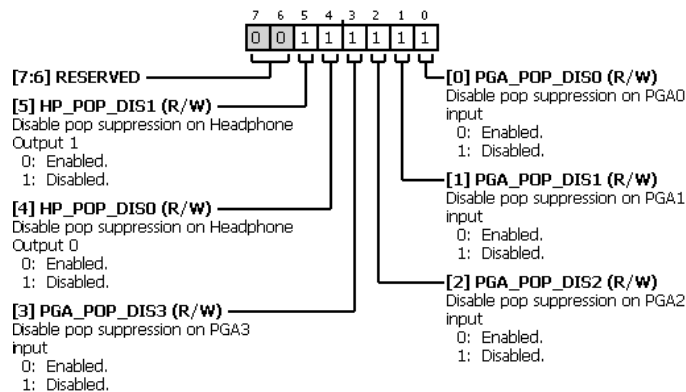 7 6 5 4 3 2 1 0
0 0 1 1 1 1 1 1
[7:6] RESERVED
[5] HP_POP_DIS1 (R/W)
Disable pop suppression on Headphone
Output 1
0: Enabled.
1: Disabled.
[4] HP_POP_DIS0 (R/W)
Disable pop suppression on Headphone
Output 0
0: Enabled.
1: Disabled.
[3] PGA_POP_DIS3 (R/W)
Disable pop suppression on PGA3
input
0: Enabled.
1: Disabled.
[0] PGA_POP_DIS0 (R/W)
Disable pop suppression on PGA0
input
0: Enabled.
1: Disabled.
[1] PGA_POP_DIS1 (R/W)
Disable pop suppression on PGA1
input
0: Enabled.
1: Disabled.
[2] PGA_POP_DIS2 (R/W)
Disable pop suppression on PGA2
input
0: Enabled.
1: Disabled.